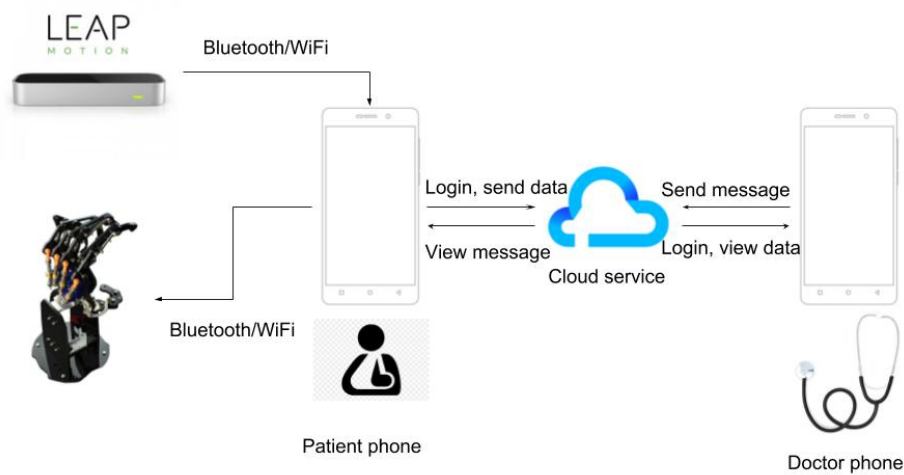 LEAP
MOTION
Bluetooth/WiFi
Login, send data
Send message
View message
Login, view data
Cloud service
Bluetooth/WiFi
Patient phone
Doctor phone